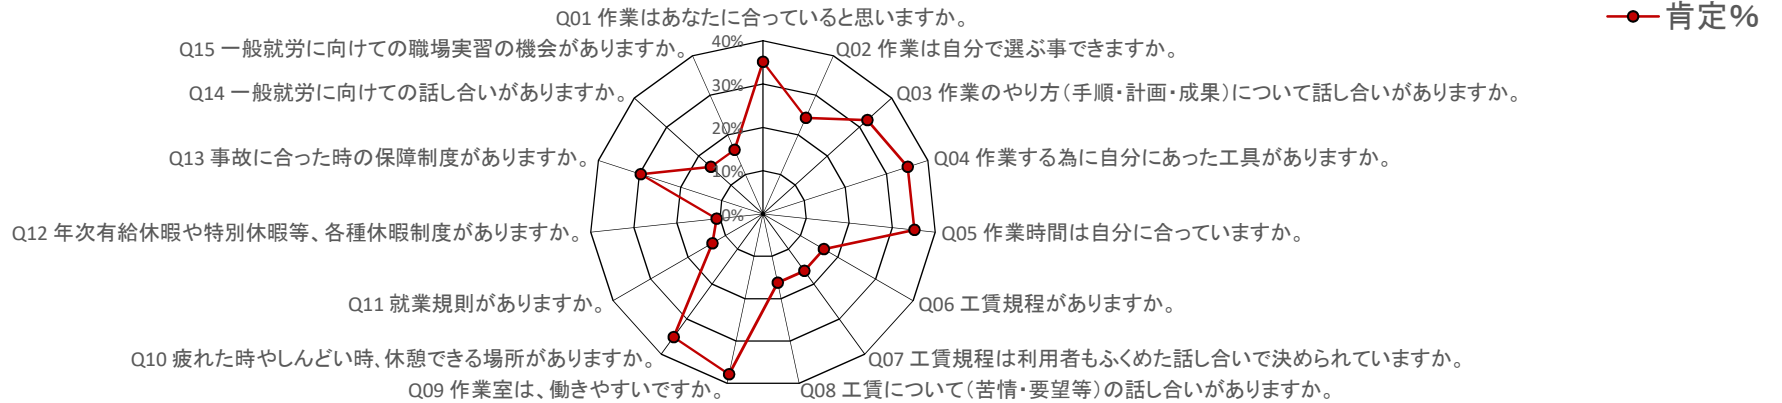 Q01 作業はあなたに合っていると思いますか。
肯定%
Q15 一般就労に向けての職場実習の機会がありますか。
40%
Q02 作業は自分で選ぶ事できますか。
Q14 一般就労に向けての話し合いがありますか。
30%
Q03 作業のやり方（手順・計画・成果）について話し合いがありますか。
20%
Q13 事故に合った時の保障制度がありますか。
10%
Q04 作業する為に自分にあった工具がありますか。
0%
Q12 年次有給休暇や特別休暇等、各種休暇制度がありますか。
Q05 作業時間は自分に合っていますか。
Q11 就業規則がありますか。
Q06 工賃規程がありますか。
Q10 疲れた時やしんどい時、休憩できる場所がありますか。
Q07 工賃規程は利用者もふくめた話し合いで決められていますか。
Q09 作業室は、働きやすいですか。
Q08 工賃について（苦情・要望等）の話し合いがありますか。